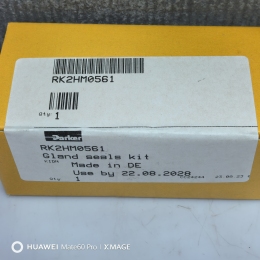 RK2HM0561
Qty 1
Parker
RK2HM0561
Gland seals kit
Made in DE
Use by 22.08.2028
Qty 1
HUAWEI Mate 60 Pro | XMAGE